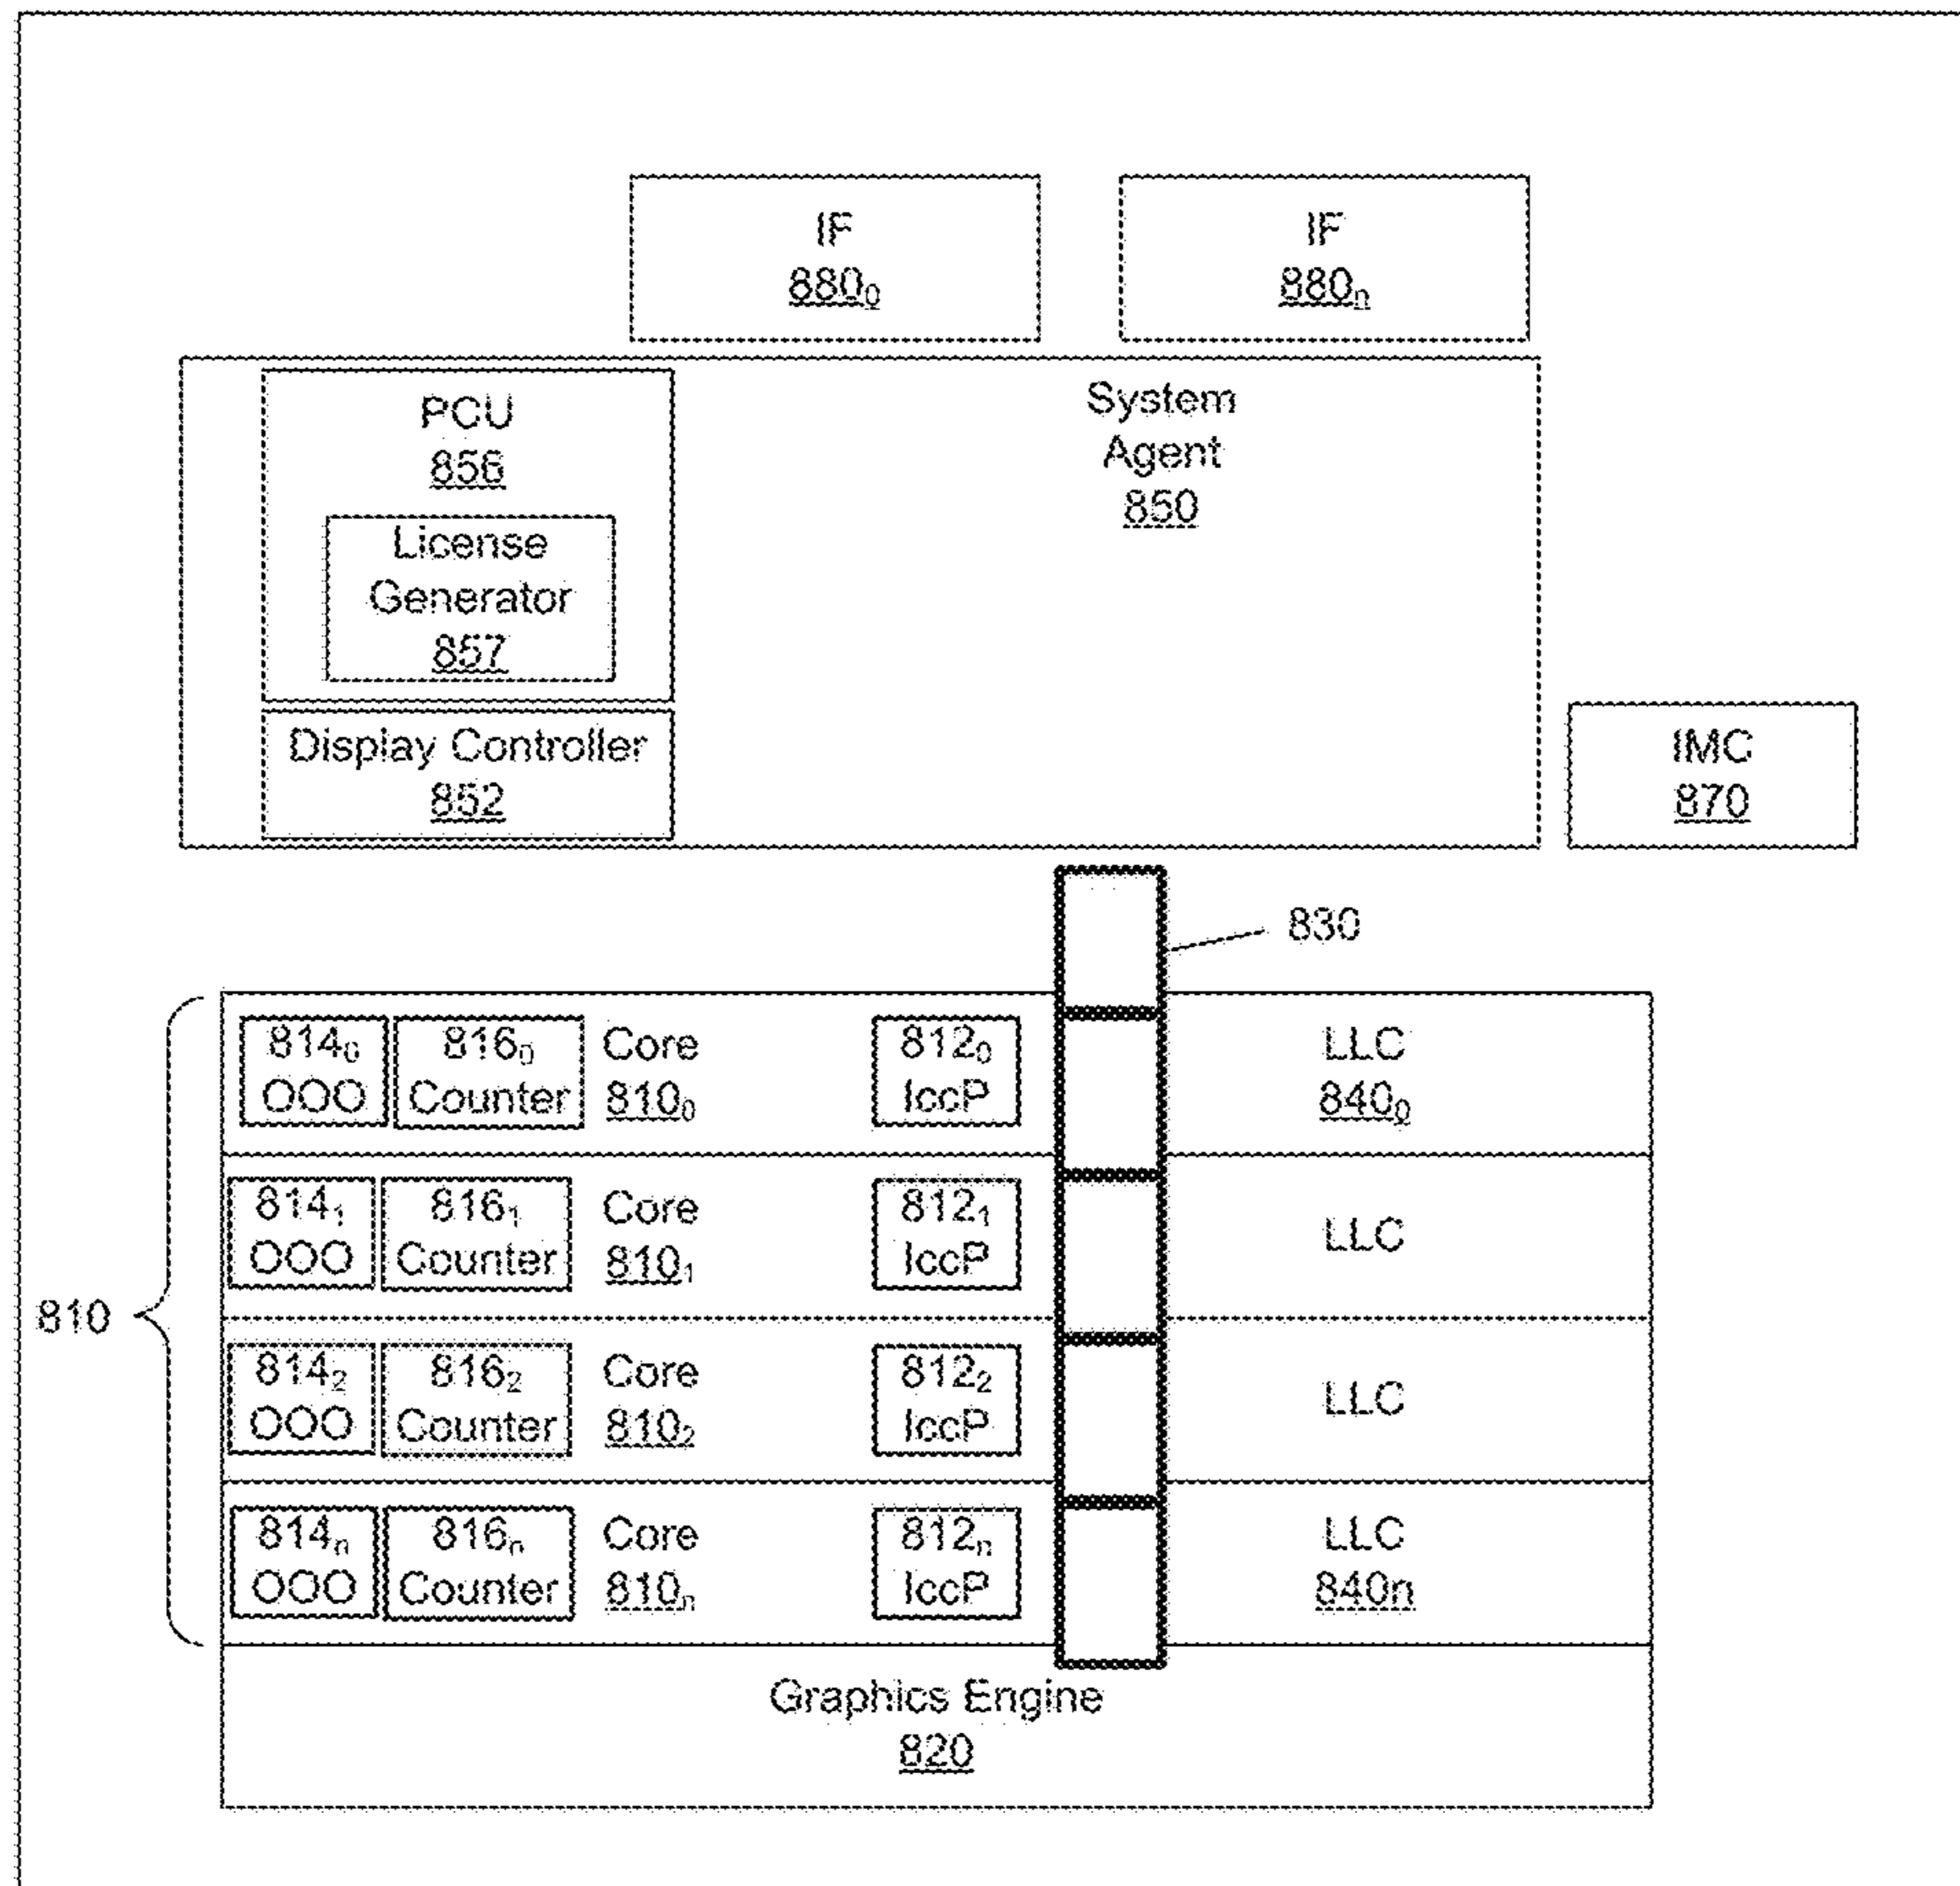 IF
880₀
IF
880ₙ
PCU
856
License
Generator
857
Display Controller
852
System
Agent
850
IMC
870
830
810
814₀
OOO
816₀
Counter
Core
810₀
812₀
IccP
LLC
840₀
814₁
OOO
816₁
Counter
Core
810₁
812₁
IccP
LLC
814₂
OOO
816₂
Counter
Core
810₂
812₂
IccP
LLC
814ₙ
OOO
816ₙ
Counter
Core
810ₙ
812ₙ
IccP
LLC
840n
Graphics Engine
820